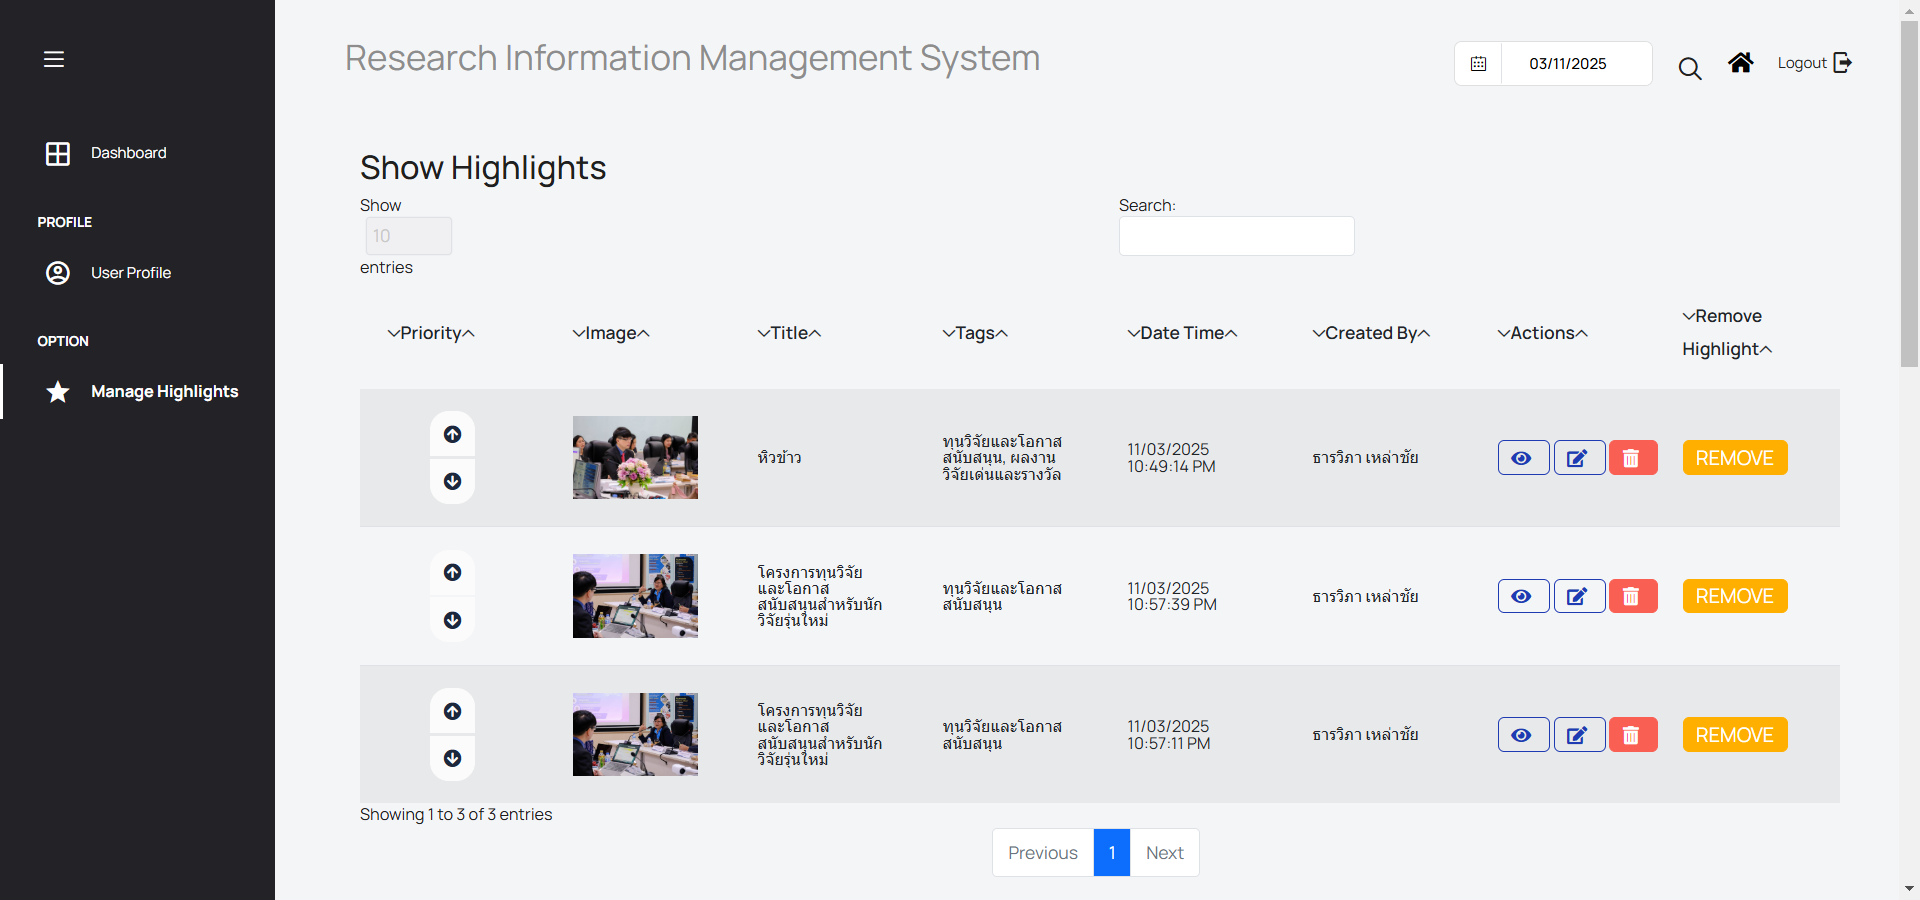 Research Information Management System
03/11/2025
Logout
Dashboard
PROFILE
User Profile
OPTION
Manage Highlights
Show Highlights
Show
10
entries
Search:
Priority
Image
Title
Tags
Date Time
Created By
Actions
Remove
Highlight
หิวข้าว
ทุนวิจัยและโอกาส
สนับสนุน, ผลงาน
วิจัยเด่นและรางวัล
11/03/2025
10:49:14 PM
ธารวิภา เหล่าชัย
REMOVE
โครงการทุนวิจัย
และโอกาส
สนับสนุนสำหรับนัก
วิจัยรุ่นใหม่
ทุนวิจัยและโอกาส
สนับสนุน
11/03/2025
10:57:39 PM
ธารวิภา เหล่าชัย
REMOVE
โครงการทุนวิจัย
และโอกาส
สนับสนุนสำหรับนัก
วิจัยรุ่นใหม่
ทุนวิจัยและโอกาส
สนับสนุน
11/03/2025
10:57:11 PM
ธารวิภา เหล่าชัย
REMOVE
Showing 1 to 3 of 3 entries
Previous
1
Next